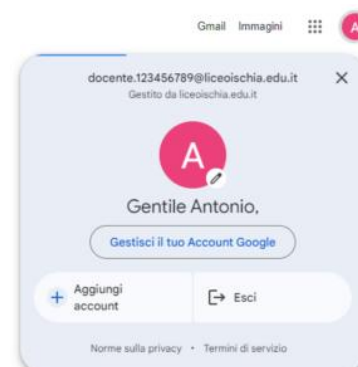 Gmail Immagini
A
docente.123456789@liceoischia.edu.it
Gestito da liceoischia.edu.it
A
Gentile Antonio,
Gestisci il tuo Account Google
Aggiungi
account
Esci
Norme sulla privacy • Termini di servizio